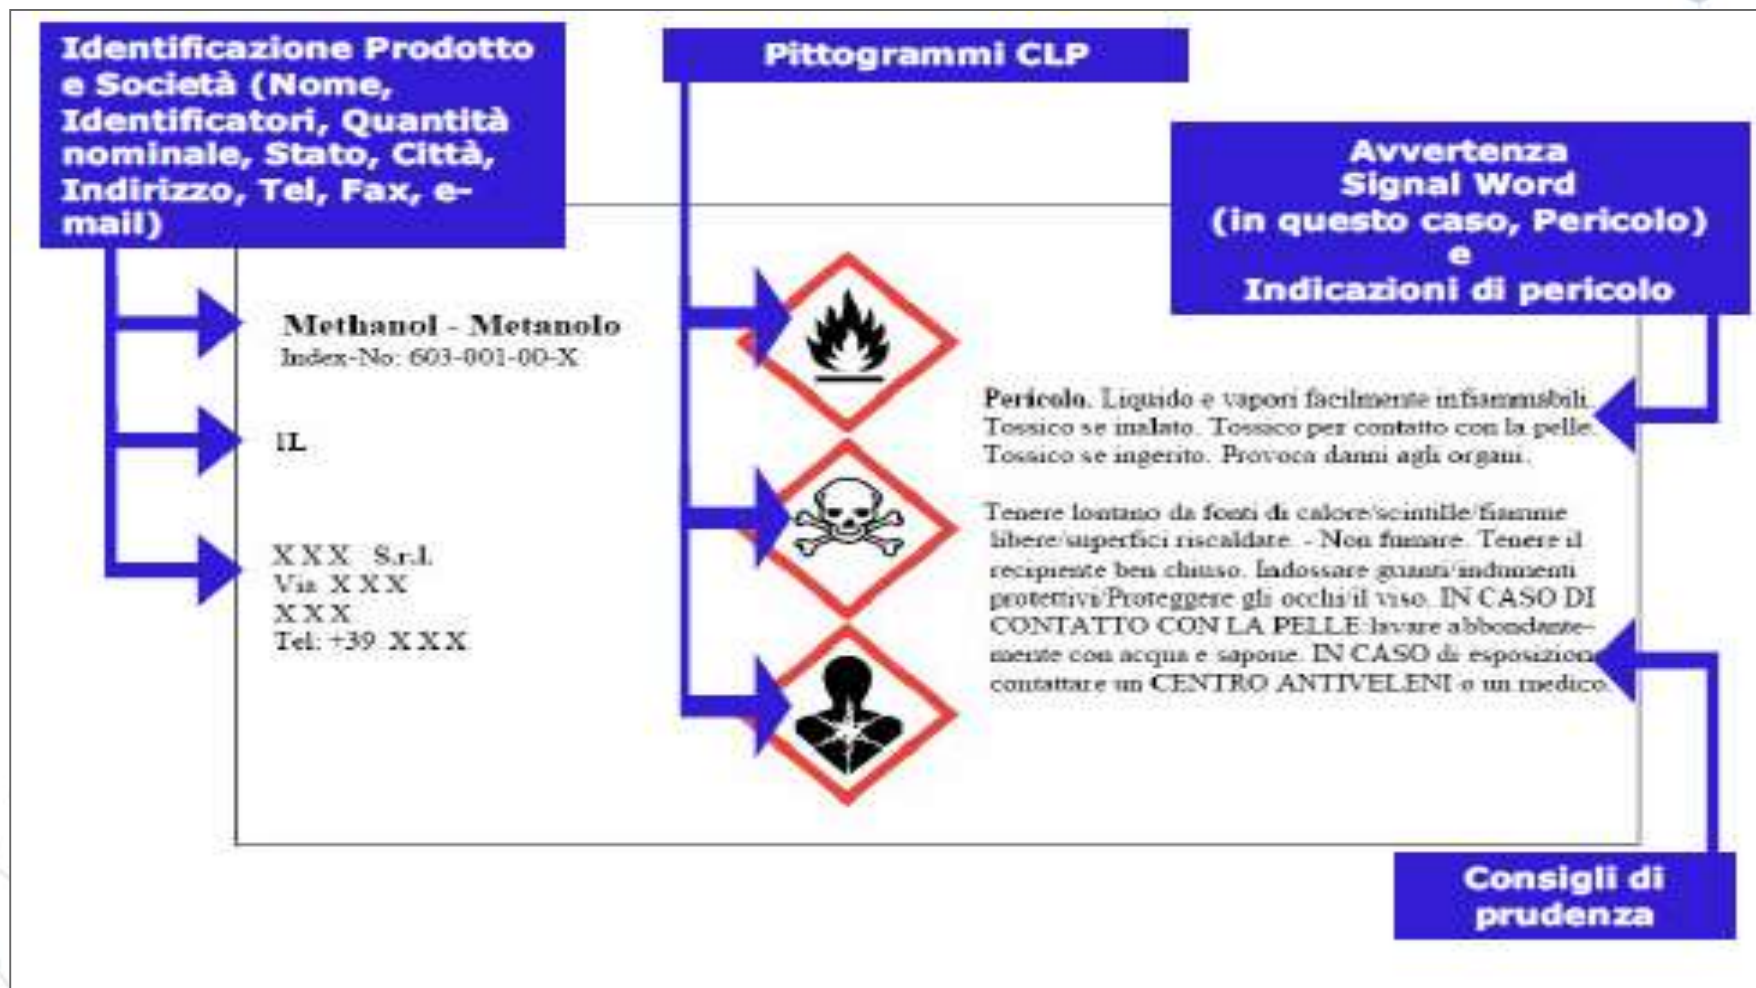 Identificazione Prodotto
e Società (Nome,
Identificatori, Quantità
nominale, Stato, Città,
Indirizzo, Tel, Fax, e-
mail)
Pittogrammi CLP
Avvertenza
Signal Word
(in questo caso, Pericolo)
e
Indicazioni di pericolo
Methanol - Metanolo
Index-No: 603-001-00-X
1L
X X X S.r.l.
Via X X X
X X X
Tel: +39 X X X
Pericolo. Liquido e vapori facilmente infiammabili.
Tossico se inalato. Tossico per contatto con la pelle.
Tossico se ingerito. Provoca danni agli organi.
Tenere lontano da fonti di calore/scintille/fiamme
libere/superfici riscaldate. - Non fumare. Tenere il
recipiente ben chiuso. Indossare guanti/indumenti
protettivi/Proteggere gli occhi/il viso. IN CASO DI
CONTATTO CON LA PELLE: lavare abbondante-
mente con acqua e sapone. IN CASO di esposizione
contattare un CENTRO ANTIVELENI o un medico.
Consigli di
prudenza